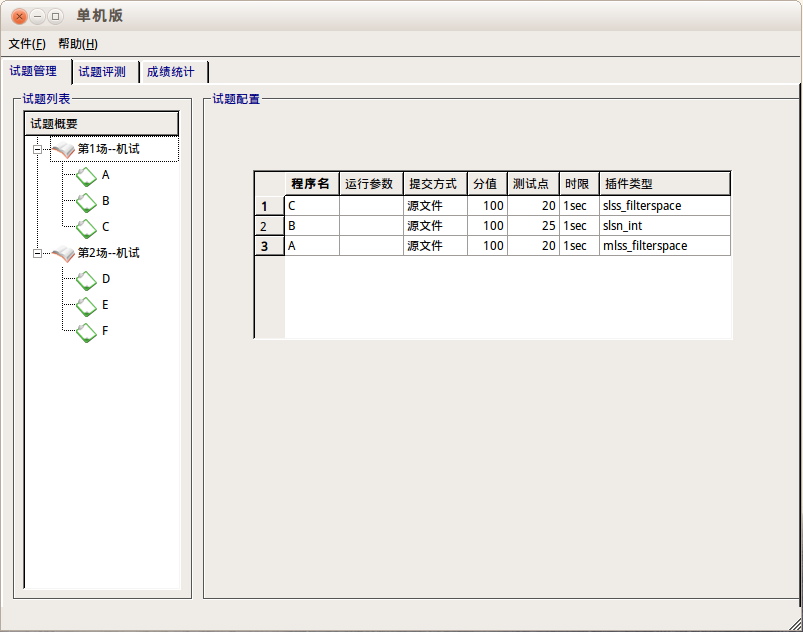 单机版
文件(F) 帮助(H)
试题管理 试题评测 成绩统计
试题列表
试题概要
第1场--机试
A
B
C
第2场--机试
D
E
F
试题配置
程序名 运行参数 提交方式 分值 测试点 时限 插件类型
1 C 源文件 100 20 1sec slss_filterspace
2 B 源文件 100 25 1sec slsn_int
3 A 源文件 100 20 1sec mlss_filterspace